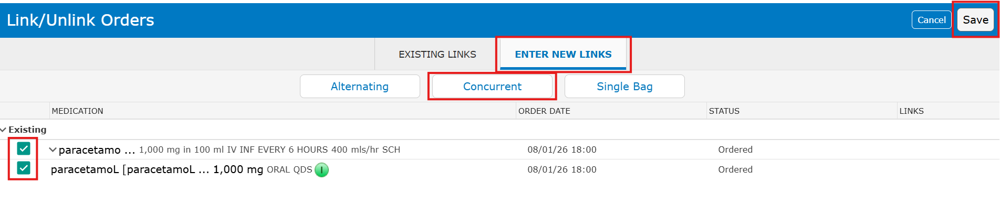 Link/Unlink Orders Cancel Save
EXISTING LINKS ENTER NEW LINKS
Alternating Concurrent Single Bag
MEDICATION ORDER DATE STATUS LINKS
Existing
paracetamo ... 1,000 mg in 100 ml IV INF EVERY 6 HOURS 400 mls/hr SCH 08/01/26 18:00 Ordered
paracetamoL [paracetamoL ... 1,000 mg ORAL QDS I 08/01/26 18:00 Ordered